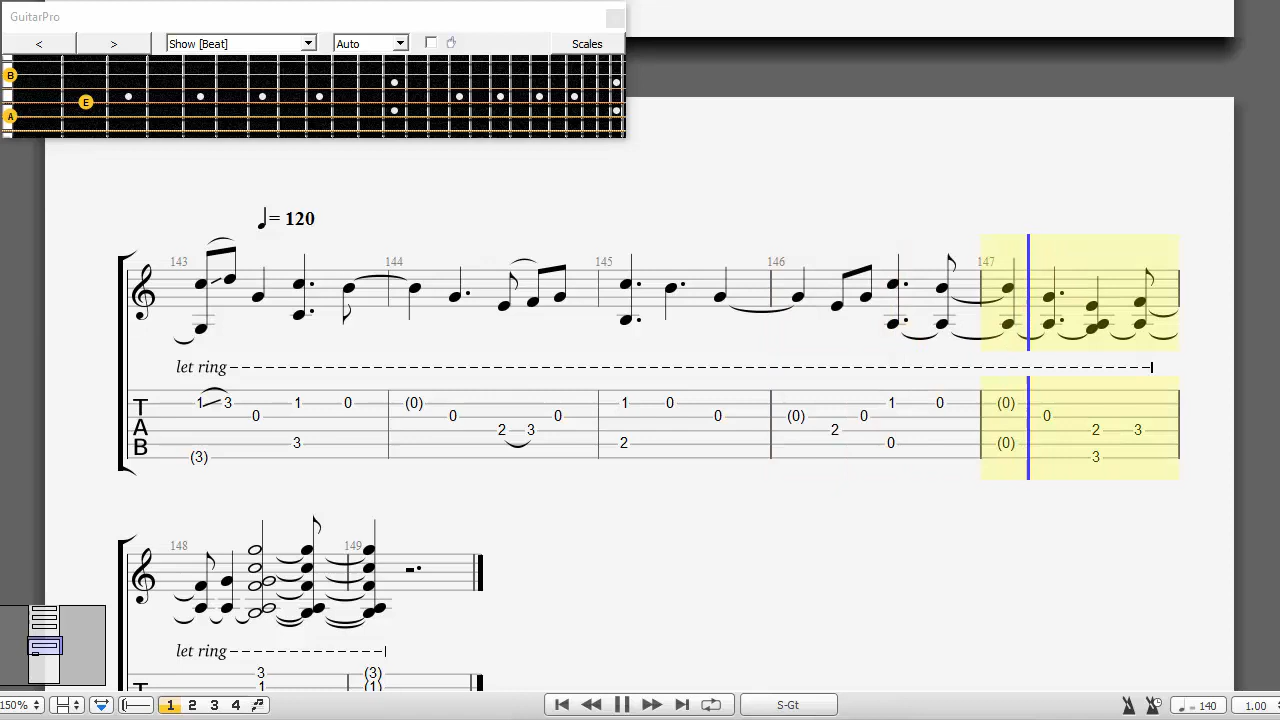 GuitarPro
< > Show [Beat] Auto Scales
B
E
A
= 120
143 144 145 146 147
let ring
1 3 1 0 (0) 1 0 (0) 1 0 (0)
0 0 0 0 (0) 0 0
2 3 2 2 3
3 2 0 (0)
(3) 3
T
A
B
148 149
let ring
3 (3)
1 (1)
T
150% 1 2 3 4 S-Gt = 140 1.00